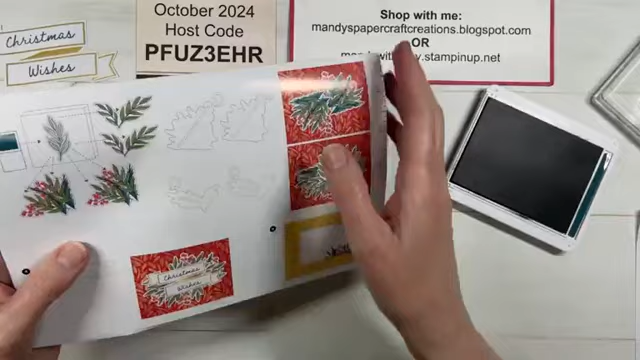 Christmas
Wishes
October 2024
Host Code
PFUZ3EHR
Shop with me:
mandyspapercraftcreations.blogspot.com
OR
stampinup.net
Christmas
Wishes